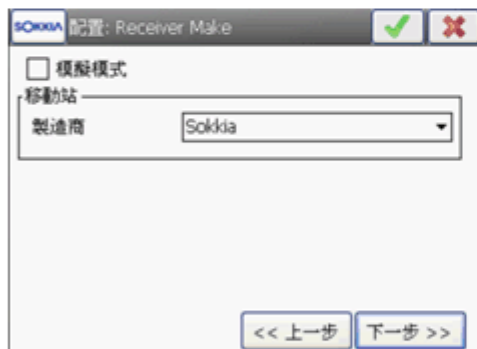 SOKKIA 配置: Receiver Make
模擬模式
移動站
製造商 Sokkia
<< 上一步 下一步 >>